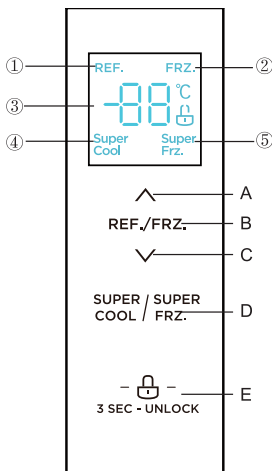 ① REF. FRZ. ②
③ -88 °C
④ Super Cool Super Frz. ⑤
A
REF./FRZ. B
C
SUPER COOL / SUPER FRZ. D
E
3 SEC - UNLOCK